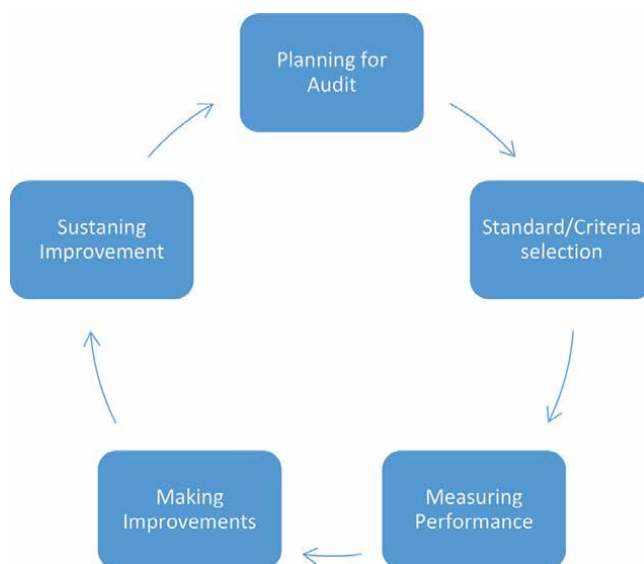 Planning for
Audit
Standard/Criteria
selection
Measuring
Performance
Making
Improvements
Sustaning
Improvement